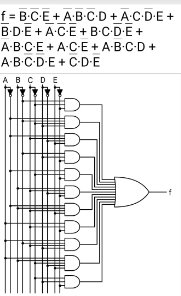 f = B·C·E + A·B·C·D + A·C·D·E +
B·D·E + A·C·E + B·C·D·E +
A·B·C·E + A·C·E + A·B·C·D +
A·B·C·D·E + C·D·E
A B C D E
f